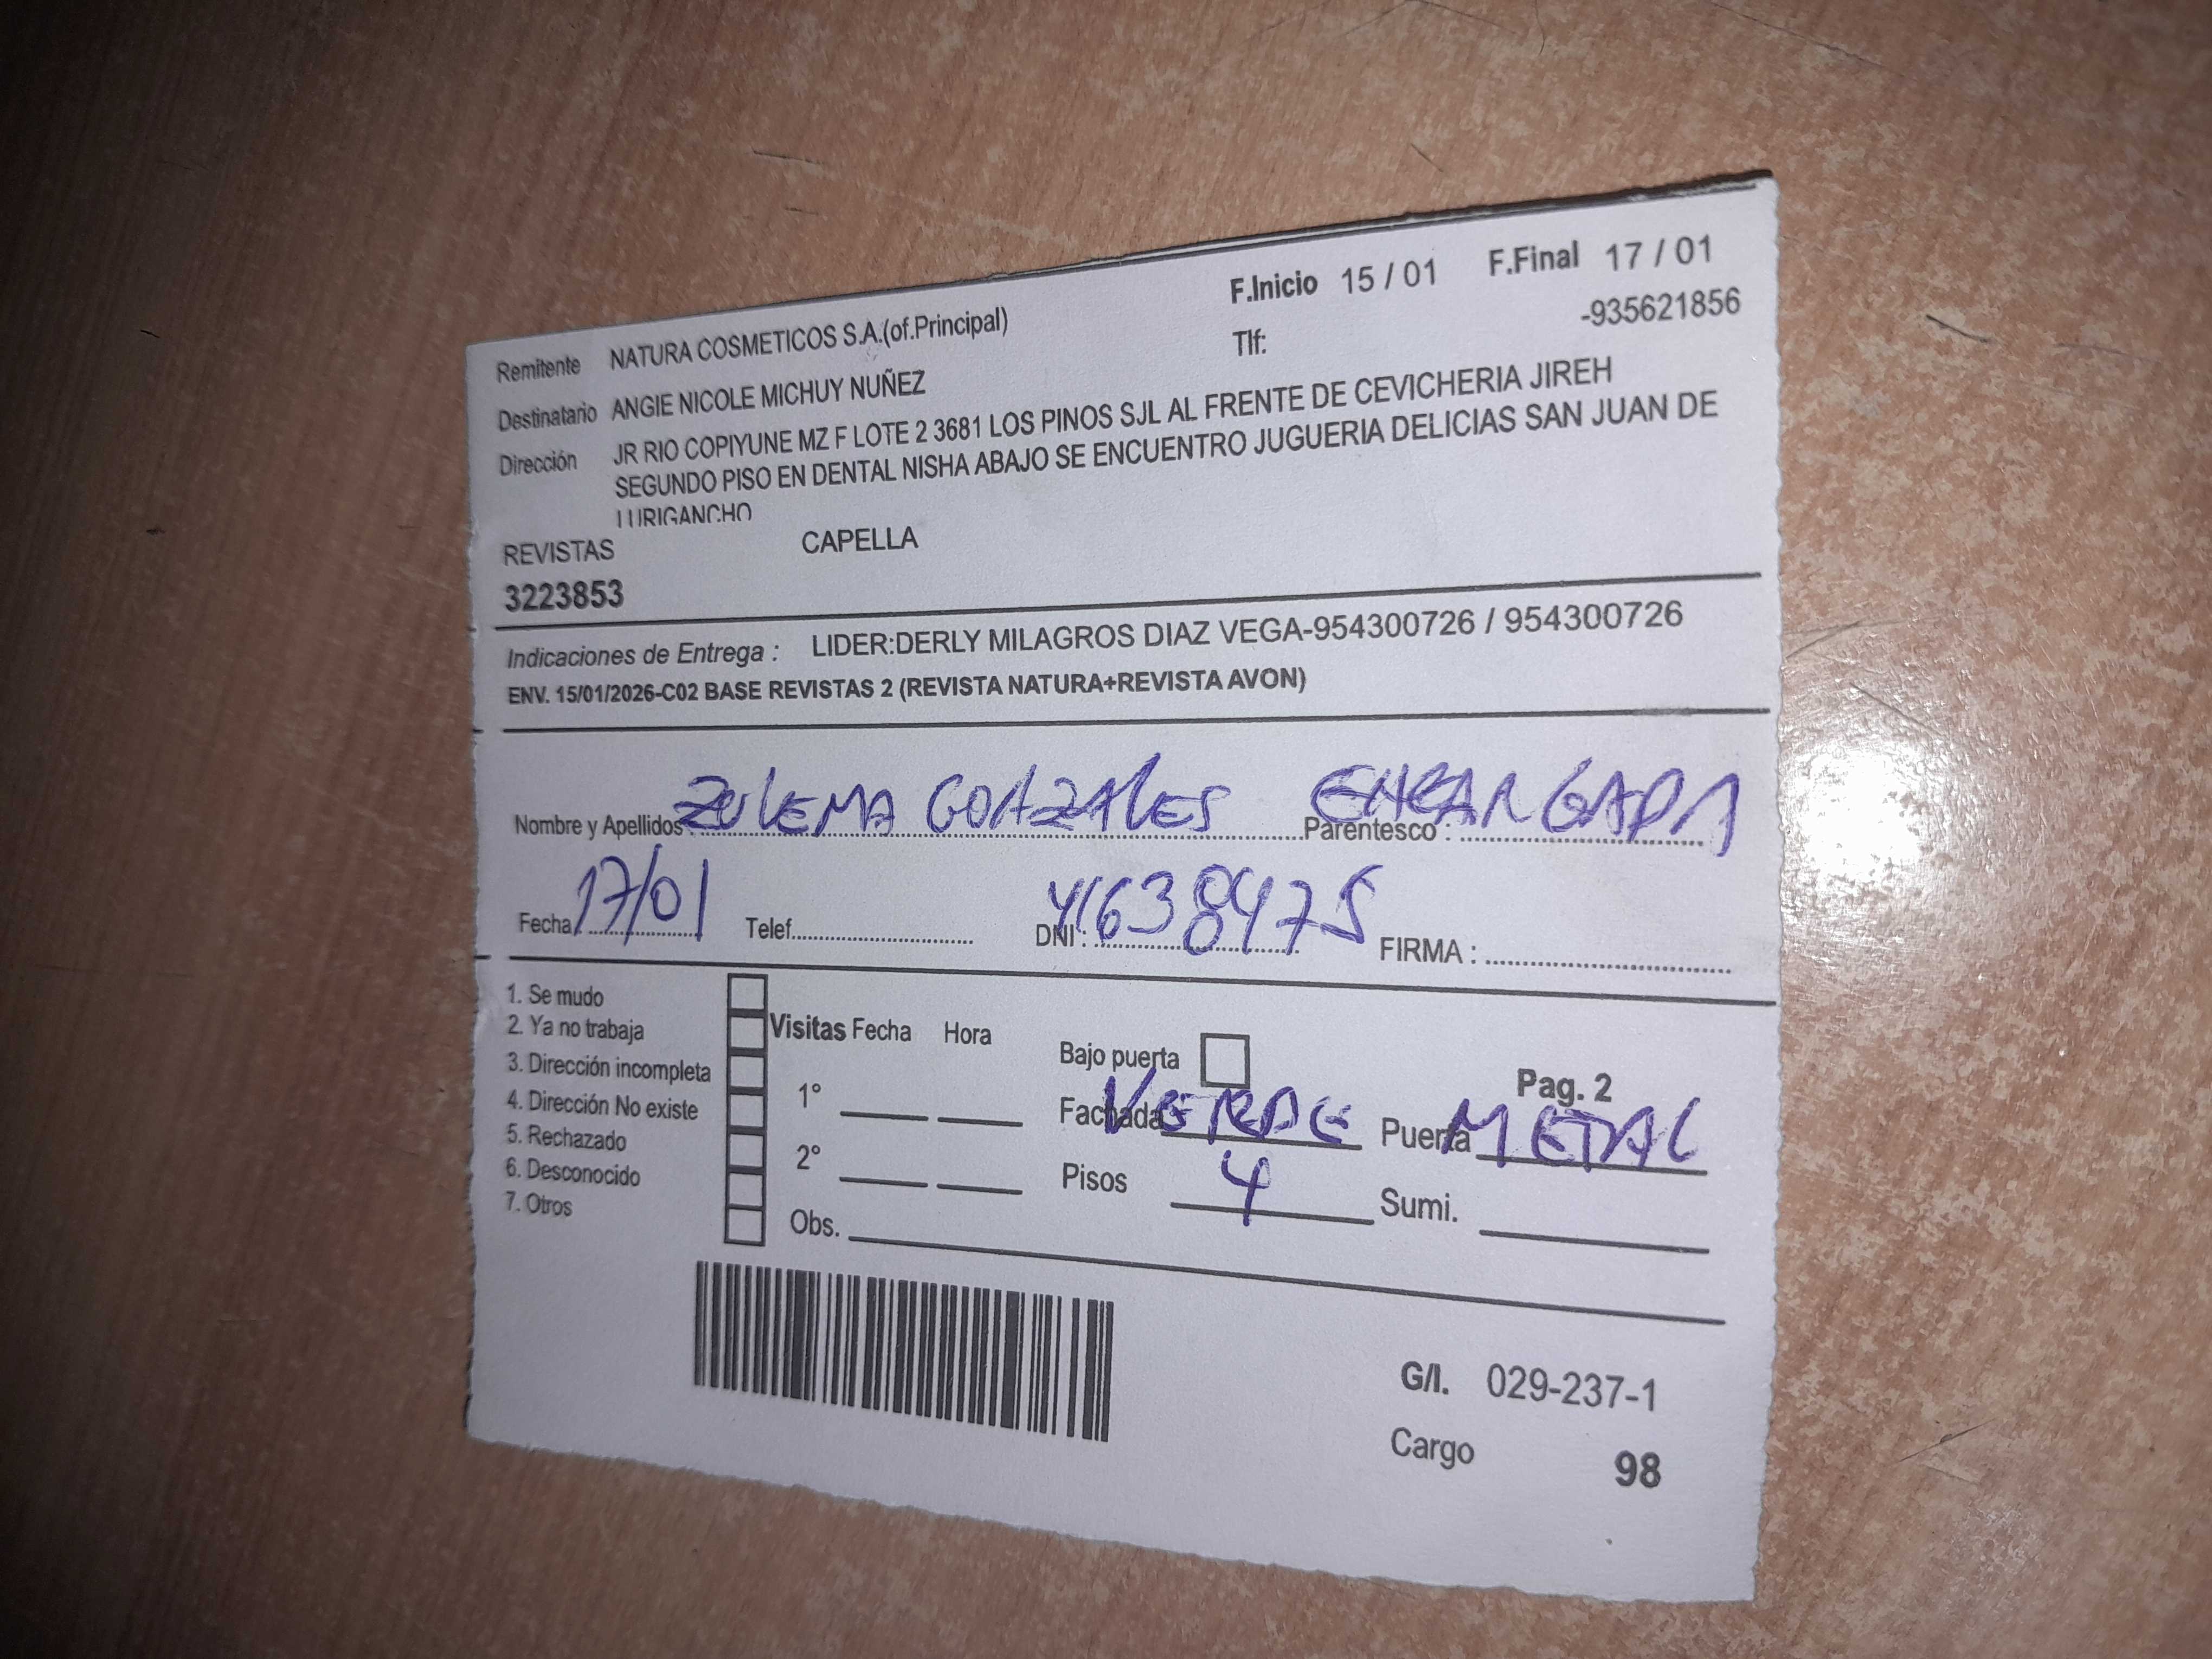 F.Inicio 15 / 01 F.Final 17 / 01
Remitente NATURA COSMETICOS S.A.(of.Principal) Tlf: -935621856
Destinatario ANGIE NICOLE MICHUY NUÑEZ
Dirección JR RIO COPIYUNE MZ F LOTE 2 3681 LOS PINOS SJL AL FRENTE DE CEVICHERIA JIREH
SEGUNDO PISO EN DENTAL NISHA ABAJO SE ENCUENTRO JUGUERIA DELICIAS SAN JUAN DE
LURIGANCHO
REVISTAS CAPELLA
3223853
Indicaciones de Entrega : LIDER:DERLY MILAGROS DIAZ VEGA-954300726 / 954300726
ENV. 15/01/2026-C02 BASE REVISTAS 2 (REVISTA NATURA+REVISTA AVON)
Nombre y Apellidos ZULEMA GONZALES Parentesco : ENCARGADA
Fecha 17/01 Telef. DNI : 41638475 FIRMA :
1. Se mudo
2. Ya no trabaja
3. Dirección incompleta
4. Dirección No existe
5. Rechazado
6. Desconocido
7. Otros
Visitas Fecha Hora
1°
2°
Obs.
Bajo puerta Pag. 2
Fachada VERDE Puerta METAL
Pisos 4 Sumi.
G/I. 029-237-1
Cargo 98